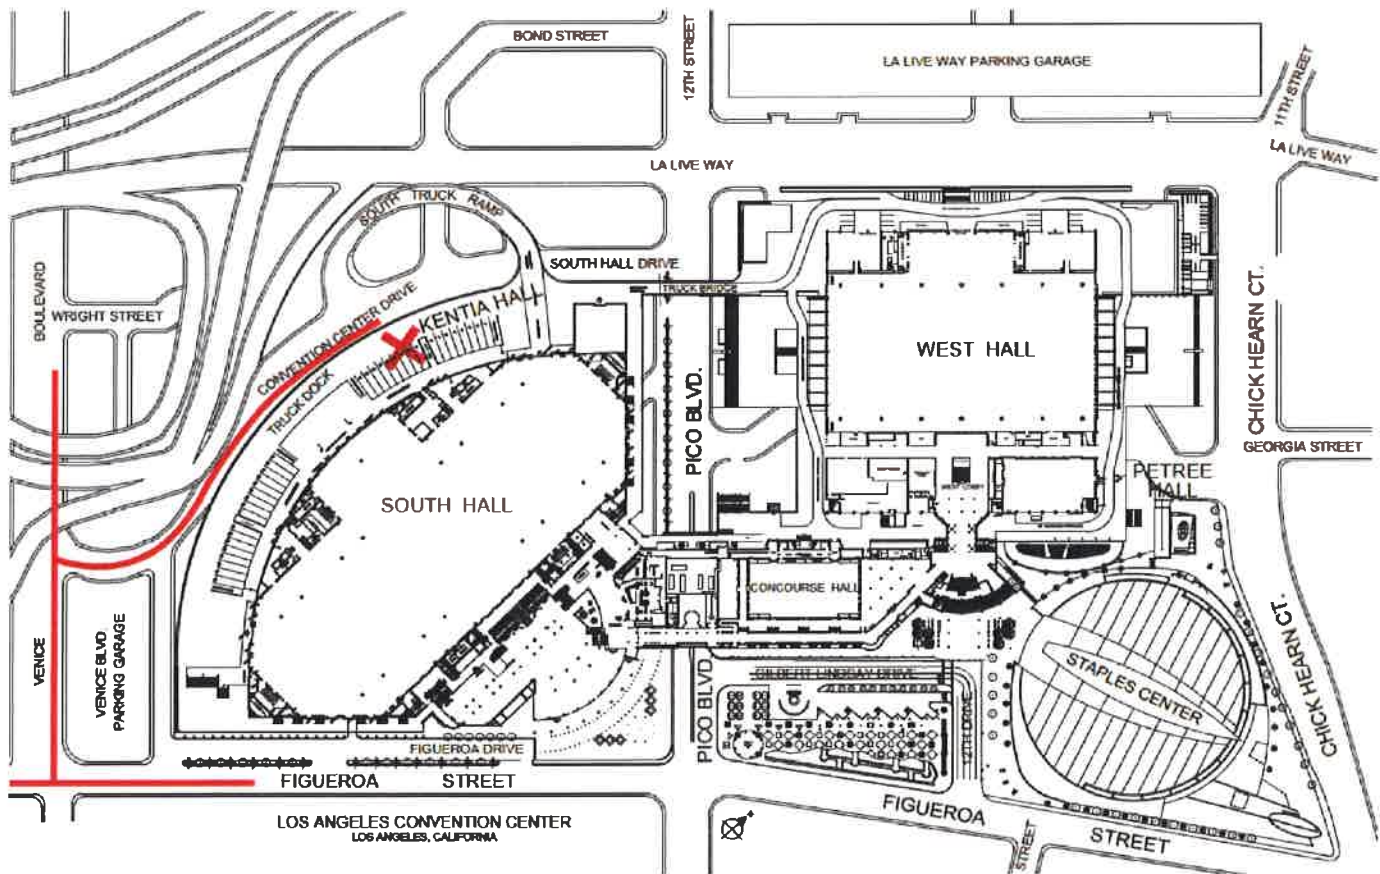 BOND STREET
12TH STREET
LA LIVE WAY PARKING GARAGE
11TH STREET
LA LIVE WAY
LA LIVE WAY
SOUTH TRUCK RAMP
SOUTH HALL DRIVE
TRUCK BRIDGE
BOULEVARD
WRIGHT STREET
CONVENTION CENTER DRIVE
KENTIA HALL
TRUCK DOCK
WEST HALL
CHICK HEARN CT.
PICO BLVD.
GEORGIA STREET
PETREE
HALL
SOUTH HALL
WEST LOBBY
CONCOURSE HALL
VENICE
VENICE BLVD.
PARKING GARAGE
STAPLES CENTER
CHICK HEARN CT.
PICO BLVD.
GILBERT LINDSAY DRIVE
12TH DRIVE
FIGUEROA DRIVE
FIGUEROA STREET
FIGUEROA STREET
STREET
LOS ANGELES CONVENTION CENTER
LOS ANGELES, CALIFORNIA